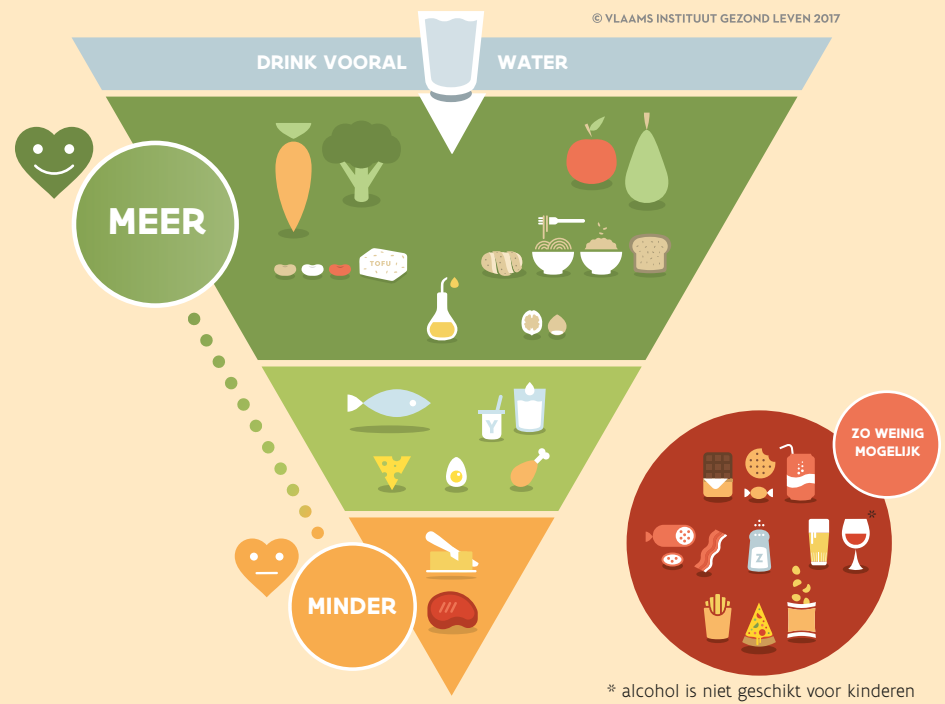 © VLAAMS INSTITUUT GEZOND LEVEN 2017
DRINK VOORAL WATER
MEER
TOFU
Y
ZO WEINIG
MOGELIJK
*
Z
MINDER
* alcohol is niet geschikt voor kinderen